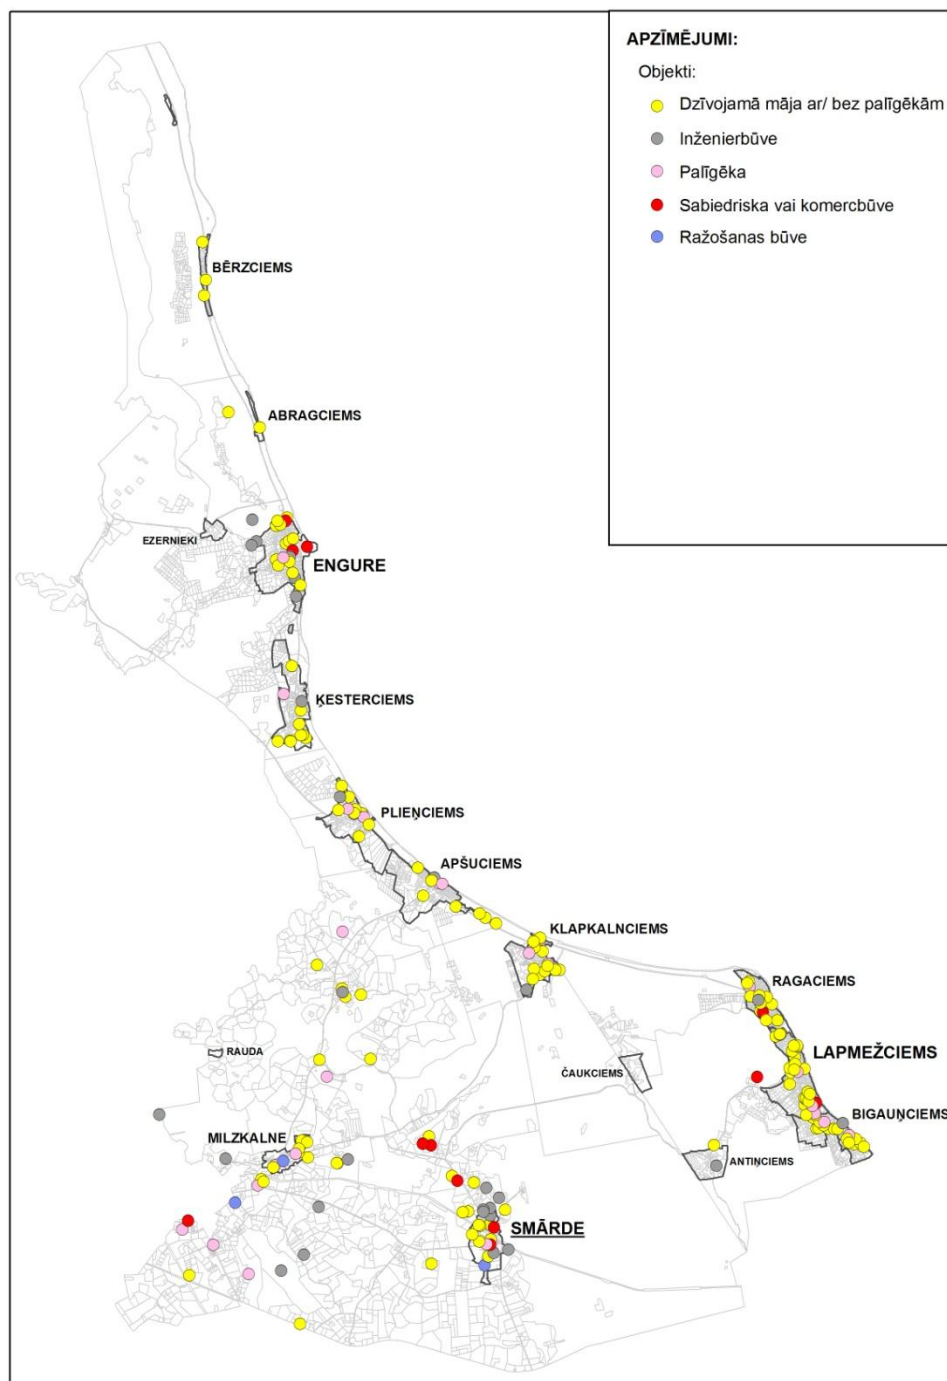 APZĪMĒJUMI:
Objekti:
Dzīvojamā māja ar/ bez palīgēkām
Inženierbūve
Palīgēka
Sabiedriska vai komercbūve
Ražošanas būve
BĒRZCIEMS
ABRAGCIEMS
EZERNIEKI
ENGURE
ĶESTERCIEMS
PLIEŅCIEMS
APŠUCIEMS
KLAPKALNCIEMS
RAGACIEMS
RAUDA
LAPMEŽCIEMS
ČAUKCIEMS
BIGAUŅCIEMS
MILZKALNE
ANTIŅCIEMS
SMĀRDE